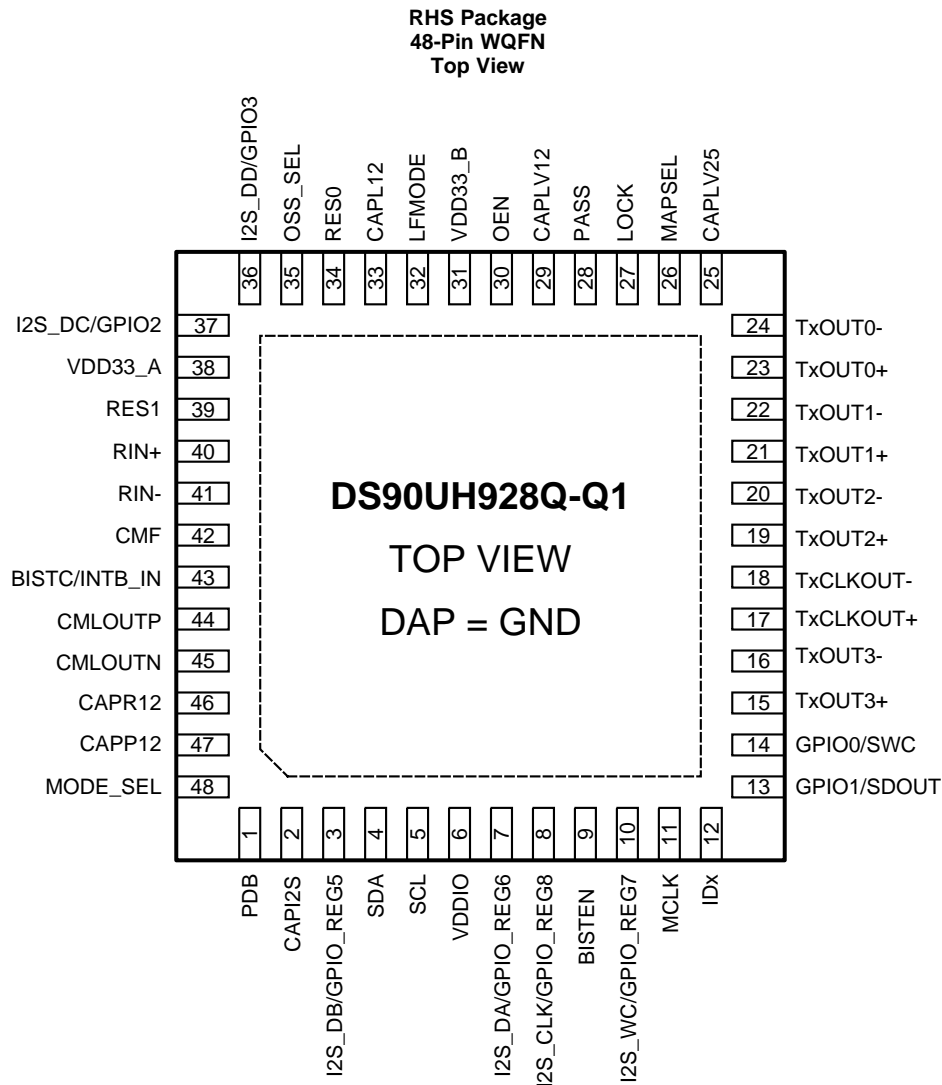 RHS Package
48-Pin WQFN
Top View
I2S_DD/GPIO3
OSS_SEL
RES0
CAPL12
LFMODE
VDD33_B
OEN
CAPLV12
PASS
LOCK
MAPSEL
CAPLV25
36
35
34
33
32
31
30
29
28
27
26
25
I2S_DC/GPIO2 37
VDD33_A 38
RES1 39
RIN+ 40
RIN- 41
CMF 42
BISTC/INTB_IN 43
CMLOUTP 44
CMLOUTN 45
CAPR12 46
CAPP12 47
MODE_SEL 48
DS90UH928Q-Q1
TOP VIEW
DAP = GND
24 TxOUT0-
23 TxOUT0+
22 TxOUT1-
21 TxOUT1+
20 TxOUT2-
19 TxOUT2+
18 TxCLKOUT-
17 TxCLKOUT+
16 TxOUT3-
15 TxOUT3+
14 GPIO0/SWC
13 GPIO1/SDOUT
1
2
3
4
5
6
7
8
9
10
11
12
PDB
CAPI2S
I2S_DB/GPIO_REG5
SDA
SCL
VDDIO
I2S_DA/GPIO_REG6
I2S_CLK/GPIO_REG8
BISTEN
I2S_WC/GPIO_REG7
MCLK
IDx